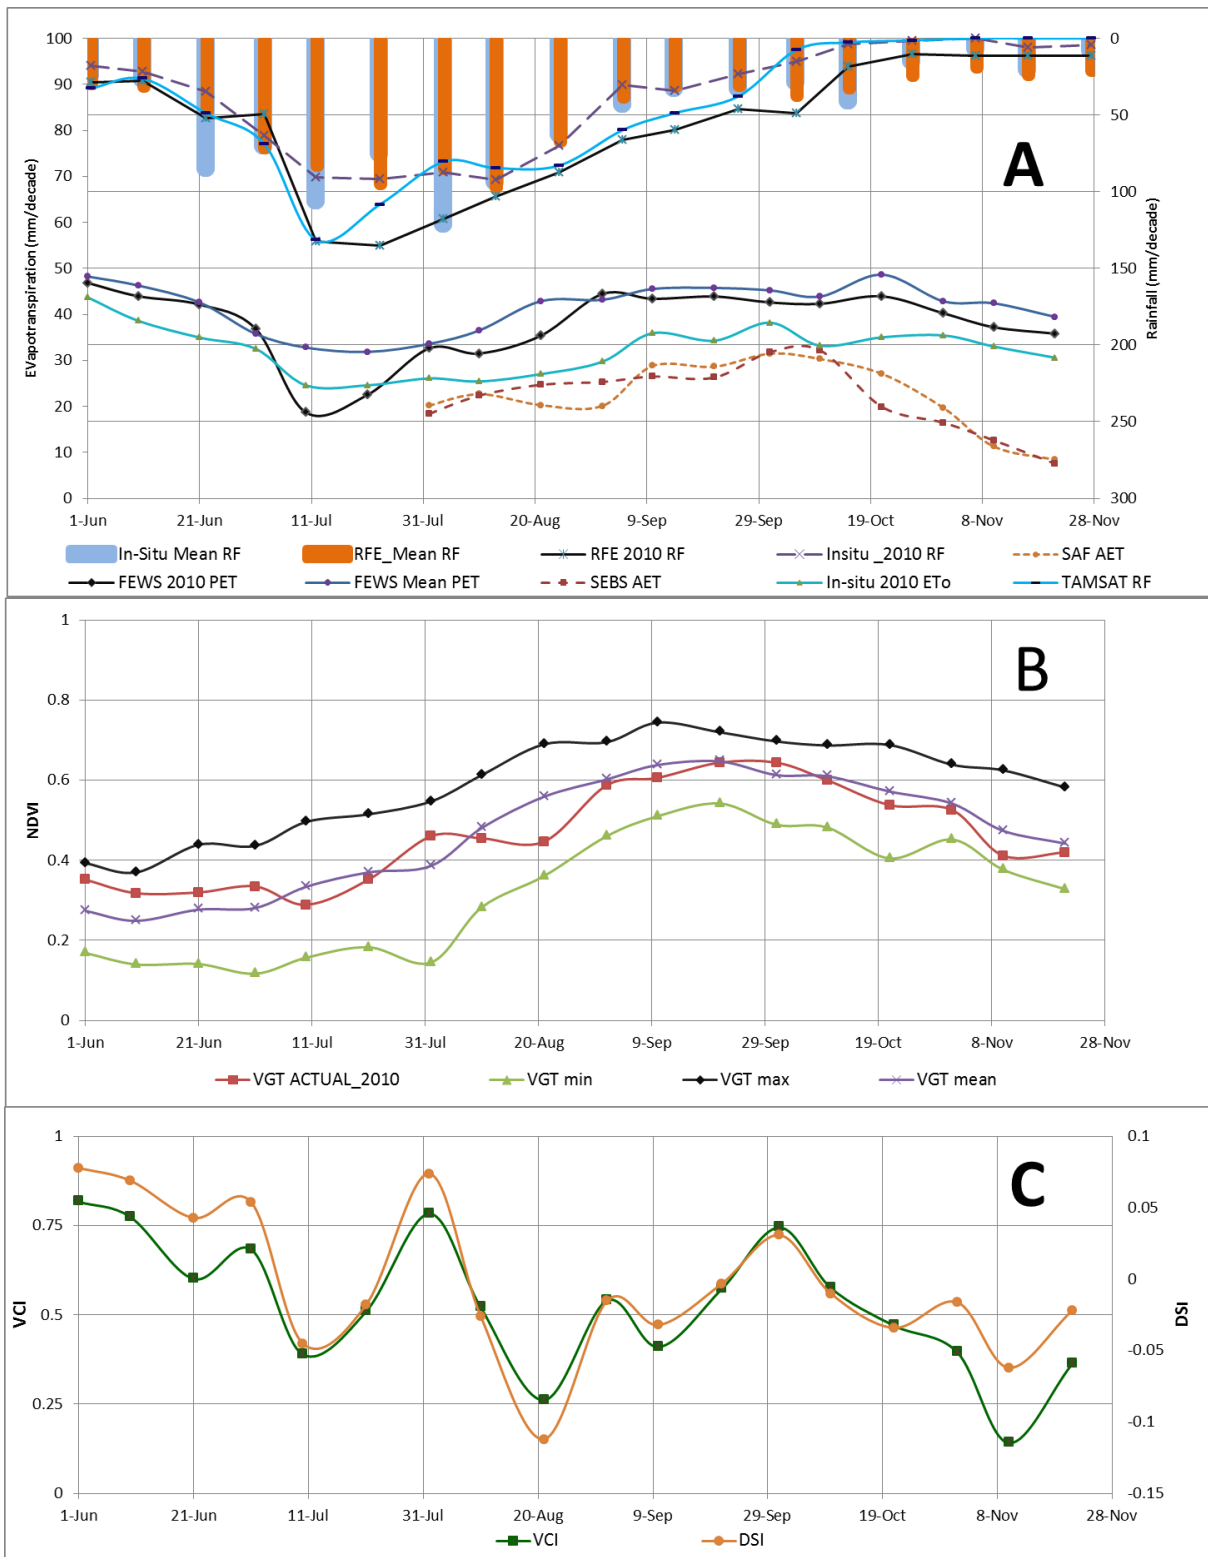 100 0
90
80 50
A
70
60 100
50 150
40
30 200
20
250
10
0 300
EVapotranspiration (mm/decade)
Rainfall (mm/decade)
1-Jun 21-Jun 11-Jul 31-Jul 20-Aug 9-Sep 29-Sep 19-Oct 8-Nov 28-Nov
In-Situ Mean RF RFE_Mean RF RFE 2010 RF Insitu _2010 RF SAF AET
FEWS 2010 PET FEWS Mean PET SEBS AET In-situ 2010 ETo TAMSAT RF
1
B
0.8
0.6
NDVI
0.4
0.2
0
1-Jun 21-Jun 11-Jul 31-Jul 20-Aug 9-Sep 29-Sep 19-Oct 8-Nov 28-Nov
VGT ACTUAL_2010 VGT min VGT max VGT mean
1 0.1
C
0.05
0.75
0
0.5
VCI DSI
-0.05
0.25
-0.1
0 -0.15
1-Jun 21-Jun 11-Jul 31-Jul 20-Aug 9-Sep 29-Sep 19-Oct 8-Nov 28-Nov
VCI DSI